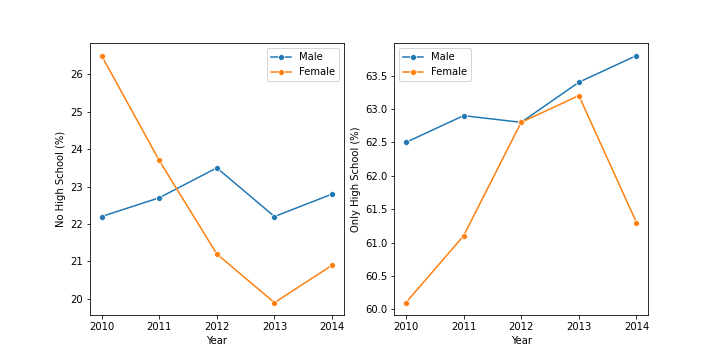 No High School (%)
26
25
24
23
22
21
20
Male
Female
2010 2011 2012 2013 2014
Year
Only High School (%)
63.5
63.0
62.5
62.0
61.5
61.0
60.5
60.0
Male
Female
2010 2011 2012 2013 2014
Year